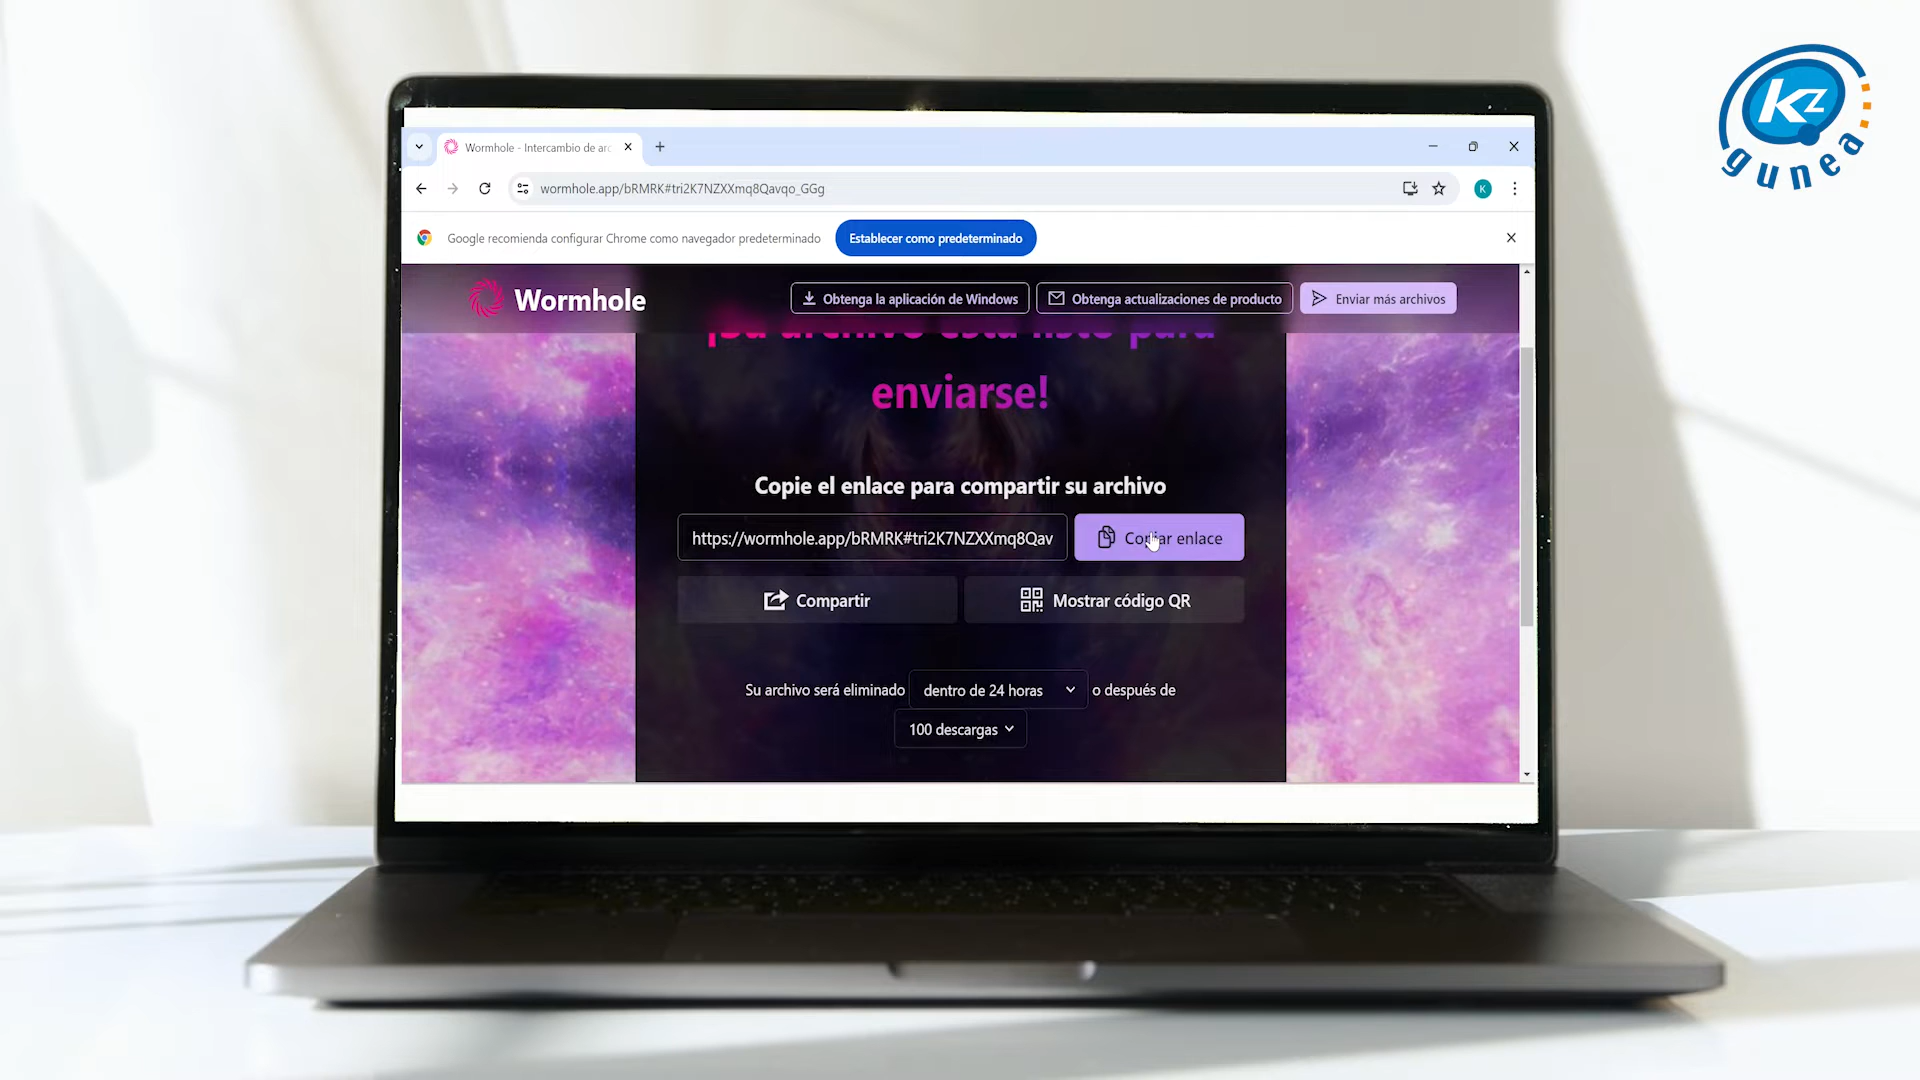 Kz
gunea
Wormhole - Intercambio de arc
wormhole.app/bRMRK#tri2K7NZXXmq8Qavqo_GGg
K
Google recomienda configurar Chrome como navegador predeterminado
Establecer como predeterminado
Wormhole
Obtenga la aplicación de Windows
Obtenga actualizaciones de producto
Enviar más archivos
¡Su archivo está listo para
enviarse!
Copie el enlace para compartir su archivo
https://wormhole.app/bRMRK#tri2K7NZXXmq8Qav
Copiar enlace
Compartir
Mostrar código QR
Su archivo será eliminado dentro de 24 horas o después de
100 descargas